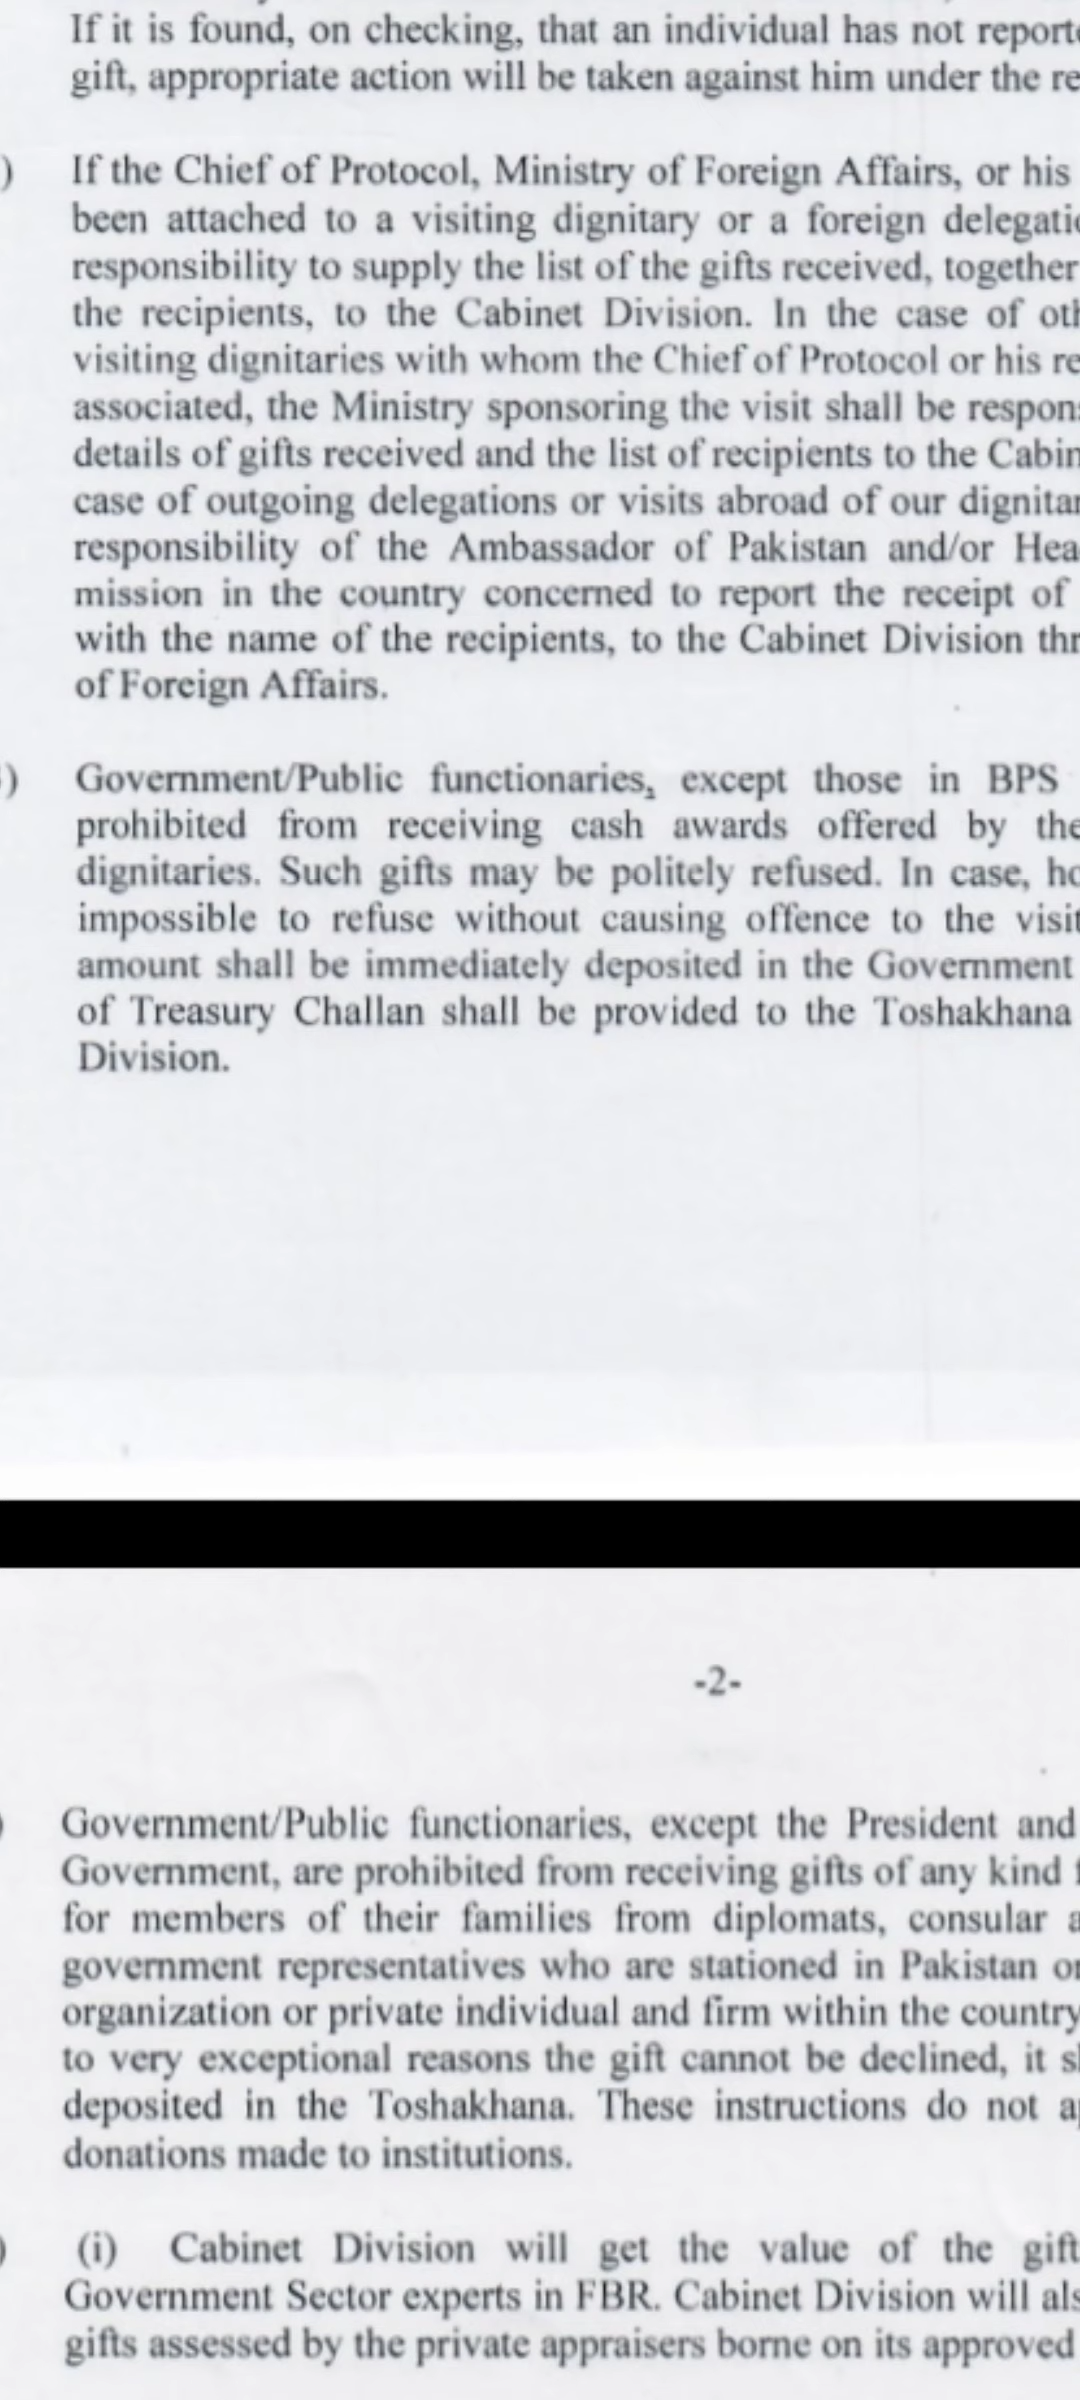 If it is found, on checking, that an individual has not reporte
gift, appropriate action will be taken against him under the re
) If the Chief of Protocol, Ministry of Foreign Affairs, or his
been attached to a visiting dignitary or a foreign delegatio
responsibility to supply the list of the gifts received, together
the recipients, to the Cabinet Division. In the case of oth
visiting dignitaries with whom the Chief of Protocol or his re
associated, the Ministry sponsoring the visit shall be respons
details of gifts received and the list of recipients to the Cabin
case of outgoing delegations or visits abroad of our dignitar
responsibility of the Ambassador of Pakistan and/or Hea
mission in the country concerned to report the receipt of
with the name of the recipients, to the Cabinet Division thr
of Foreign Affairs.
) Government/Public functionaries, except those in BPS
prohibited from receiving cash awards offered by the
dignitaries. Such gifts may be politely refused. In case, ho
impossible to refuse without causing offence to the visit
amount shall be immediately deposited in the Government
of Treasury Challan shall be provided to the Toshakhana
Division.
-2-
) Government/Public functionaries, except the President and
Government, are prohibited from receiving gifts of any kind f
for members of their families from diplomats, consular a
government representatives who are stationed in Pakistan or
organization or private individual and firm within the country
to very exceptional reasons the gift cannot be declined, it sh
deposited in the Toshakhana. These instructions do not ap
donations made to institutions.
) (i) Cabinet Division will get the value of the gift
Government Sector experts in FBR. Cabinet Division will als
gifts assessed by the private appraisers borne on its approved